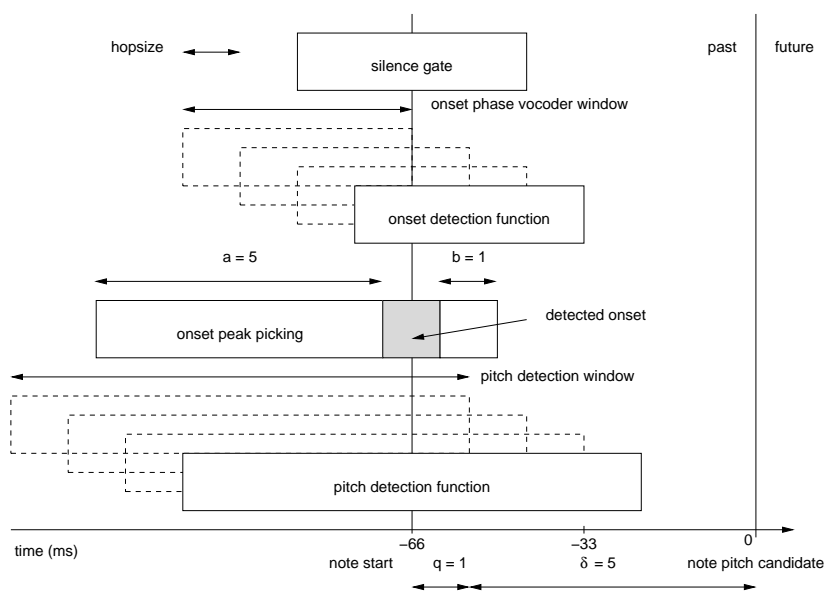 hopsize
past
future
silence gate
onset phase vocoder window
onset detection function
a = 5
b = 1
detected onset
onset peak picking
pitch detection window
pitch detection function
time (ms)
−66
−33
0
note start
q = 1
δ = 5
note pitch candidate